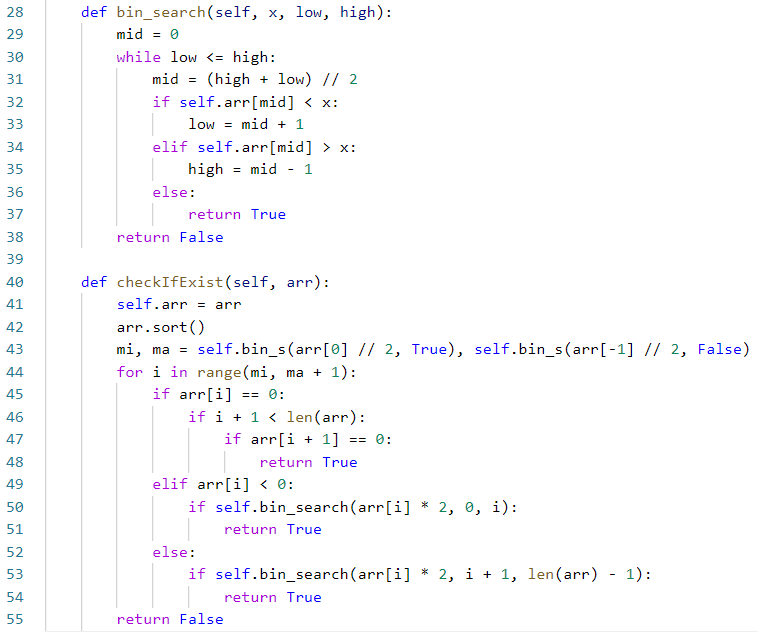 28 def bin_search(self, x, low, high):
29 mid = 0
30 while low <= high:
31 mid = (high + low) // 2
32 if self.arr[mid] < x:
33 low = mid + 1
34 elif self.arr[mid] > x:
35 high = mid - 1
36 else:
37 return True
38 return False
39
40 def checkIfExist(self, arr):
41 self.arr = arr
42 arr.sort()
43 mi, ma = self.bin_s(arr[0] // 2, True), self.bin_s(arr[-1] // 2, False)
44 for i in range(mi, ma + 1):
45 if arr[i] == 0:
46 if i + 1 < len(arr):
47 if arr[i + 1] == 0:
48 return True
49 elif arr[i] < 0:
50 if self.bin_search(arr[i] * 2, 0, i):
51 return True
52 else:
53 if self.bin_search(arr[i] * 2, i + 1, len(arr) - 1):
54 return True
55 return False